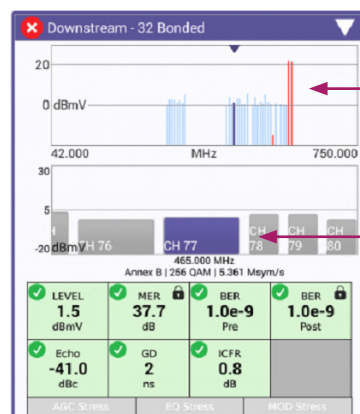 Downstream - 32 Bonded
20
0 dBmV
42.000 MHz 750.000
30
5
-20 dBmV
CH 76 CH 77 CH 78 CH 79 CH 80
465.000 MHz
Annex B | 256 QAM | 5.361 Msym/s
LEVEL MER BER BER
1.5 37.7 1.0e-9 1.0e-9
dBmV dB Pre Post
Echo GD ICFR
-41.0 2 0.8
dBc ns dB
AGC Stress EQ Stress MOD Stress